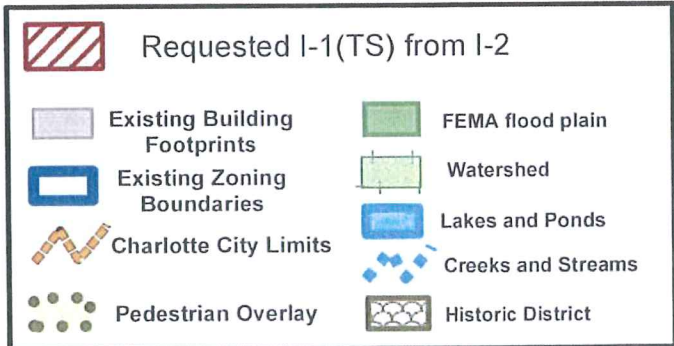 Requested I-1(TS) from I-2
Existing Building
Footprints
Existing Zoning
Boundaries
Charlotte City Limits
Pedestrian Overlay
FEMA flood plain
Watershed
Lakes and Ponds
Creeks and Streams
Historic District